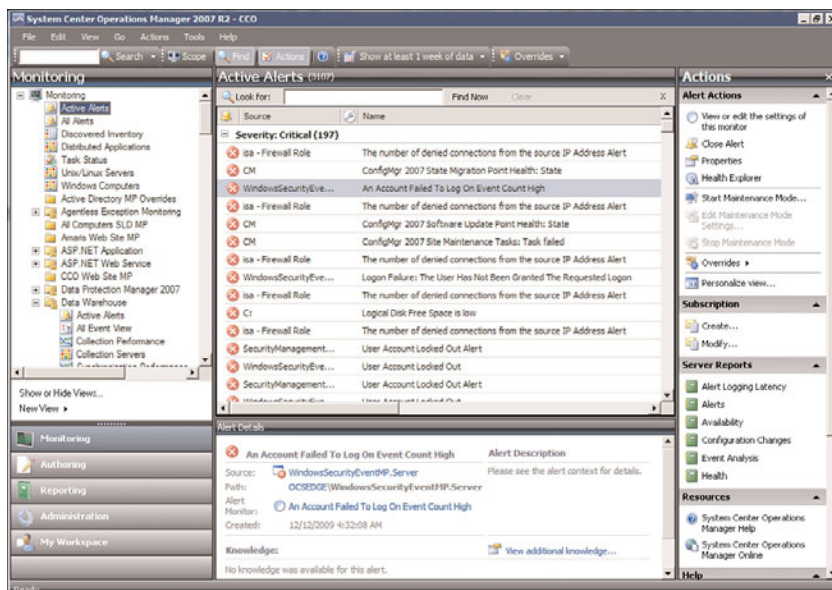 System Center Operations Manager 2007 R2 - CCO
File Edit View Go Actions Tools Help
Search Scope Find Actions Show at least 1 week of data Overrides
Monitoring
Monitoring
Active Alerts
All Alerts
Discovered Inventory
Distributed Applications
Task Status
Unix/Linux Servers
Windows Computers
Active Directory MP Overrides
Agentless Exception Monitoring
All Computers SLD MP
Amaris Web Site MP
ASP.NET Application
ASP.NET Web Service
CCO Web Site MP
Data Protection Manager 2007
Data Warehouse
Active Alerts
All Event View
Collection Performance
Collection Servers
Show or Hide Views...
New View
Monitoring
Authoring
Reporting
Administration
My Workspace
Ready
Active Alerts (3107)
Look for: Find Now Clear X
Source Name
Severity: Critical (197)
isa - Firewall Role The number of denied connections from the source IP Address Alert
CM ConfigMgr 2007 State Migration Point Health: State
WindowsSecurityEve... An Account Failed To Log On Event Count High
isa - Firewall Role The number of denied connections from the source IP Address Alert
CM ConfigMgr 2007 Software Update Point Health: State
CM ConfigMgr 2007 Site Maintenance Tasks: Task failed
isa - Firewall Role The number of denied connections from the source IP Address Alert
WindowsSecurityEve... Logon Failure: The User Has Not Been Granted The Requested Logon
isa - Firewall Role The number of denied connections from the source IP Address Alert
C: Logical Disk Free Space is low
isa - Firewall Role The number of denied connections from the source IP Address Alert
SecurityManagement... User Account Locked Out Alert
WindowsSecurityEve... User Account Locked Out
SecurityManagement... User Account Locked Out Alert
Alert Details
An Account Failed To Log On Event Count High Alert Description
Source: WindowsSecurityEventMP.Server Please see the alert context for details.
Path: OCSEDGE\WindowsSecurityEventMP.Server
Alert Monitor: An Account Failed To Log On Event Count High
Created: 12/12/2009 4:32:08 AM
Knowledge: View additional knowledge...
No knowledge was available for this alert.
Actions
Alert Actions
View or edit the settings of
this monitor
Close Alert
Properties
Health Explorer
Start Maintenance Mode...
Edit Maintenance Mode
Settings...
Stop Maintenance Mode
Overrides
Personalize view...
Subscription
Create...
Modify...
Server Reports
Alert Logging Latency
Alerts
Availability
Configuration Changes
Event Analysis
Health
Resources
System Center Operations
Manager Help
System Center Operations
Manager Online
Help